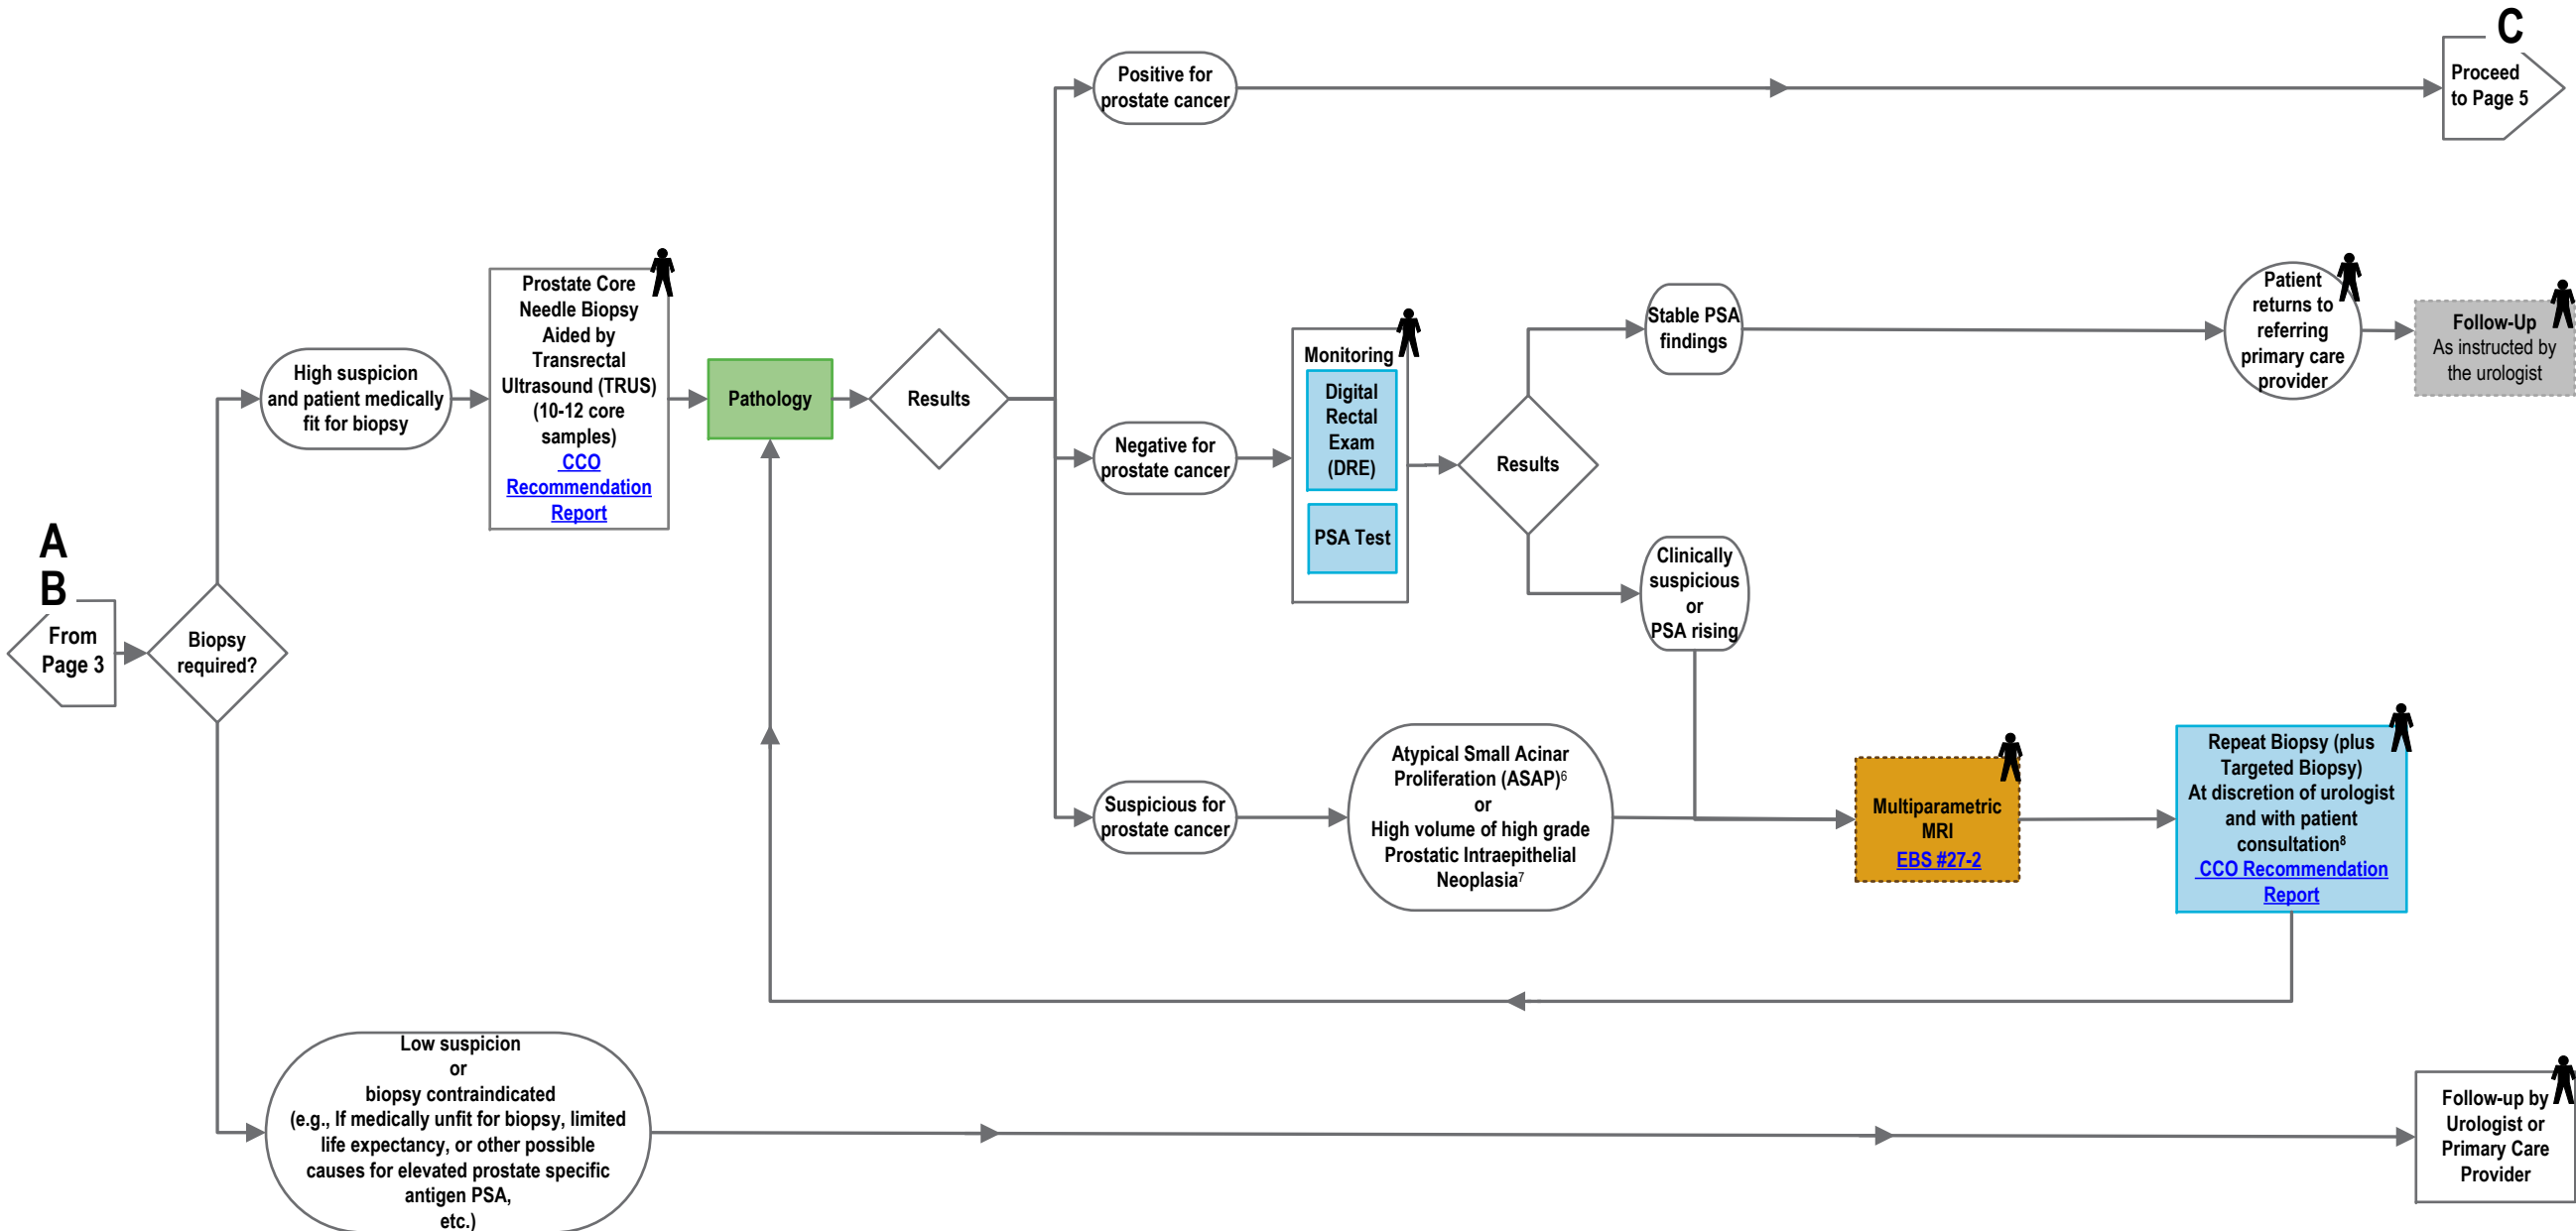 A
B
From
Page 3
Biopsy
required?
High suspicion
and patient medically
fit for biopsy
Prostate Core
Needle Biopsy
Aided by
Transrectal
Ultrasound (TRUS)
(10-12 core
samples)
CCO
Recommendation
Report
Pathology
Results
Positive for
prostate cancer
C
Proceed
to Page 5
Negative for
prostate cancer
Monitoring
Digital
Rectal
Exam
(DRE)
PSA Test
Results
Stable PSA
findings
Patient
returns to
referring
primary care
provider
Follow-Up
As instructed by
the urologist
Clinically
suspicious
or
PSA rising
Suspicious for
prostate cancer
Atypical Small Acinar
Proliferation (ASAP)⁶
or
High volume of high grade
Prostatic Intraepithelial
Neoplasia⁷
Multiparametric
MRI
EBS #27-2
Repeat Biopsy (plus
Targeted Biopsy)
At discretion of urologist
and with patient
consultation⁸
CCO Recommendation
Report
Low suspicion
or
biopsy contraindicated
(e.g., If medically unfit for biopsy, limited
life expectancy, or other possible
causes for elevated prostate specific
antigen PSA,
etc.)
Follow-up by
Urologist or
Primary Care
Provider